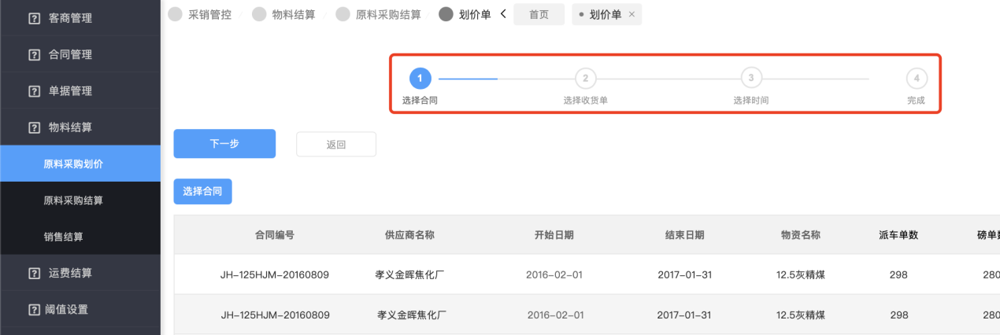 客商管理
合同管理
单据管理
物料结算
原料采购划价
原料采购结算
销售结算
运费结算
阈值设置
采销管控 / 物料结算 / 原料采购结算 / 划价单 首页 划价单 ×
1 2 3 4
选择合同 选择收货单 选择时间 完成
下一步 返回
选择合同
合同编号 供应商名称 开始日期 结束日期 物资名称 派车单数
JH-125HJM-20160809 孝义金晖焦化厂 2016-02-01 2017-01-31 12.5灰精煤 298 280
JH-125HJM-20160809 孝义金晖焦化厂 2016-02-01 2017-01-31 12.5灰精煤 298 280